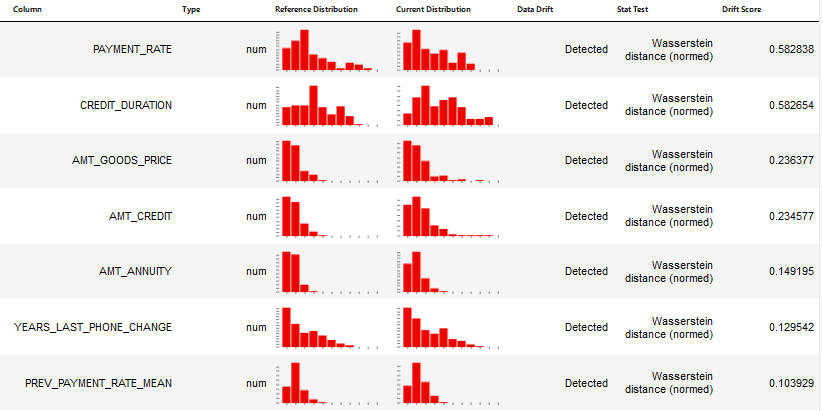 Column Type Reference Distribution Current Distribution Data Drift Stat Test Drift Score
PAYMENT_RATE num Detected Wasserstein distance (normed) 0.582838
CREDIT_DURATION num Detected Wasserstein distance (normed) 0.582654
AMT_GOODS_PRICE num Detected Wasserstein distance (normed) 0.236377
AMT_CREDIT num Detected Wasserstein distance (normed) 0.234577
AMT_ANNUITY num Detected Wasserstein distance (normed) 0.149195
YEARS_LAST_PHONE_CHANGE num Detected Wasserstein distance (normed) 0.129542
PREV_PAYMENT_RATE_MEAN num Detected Wasserstein distance (normed) 0.103929